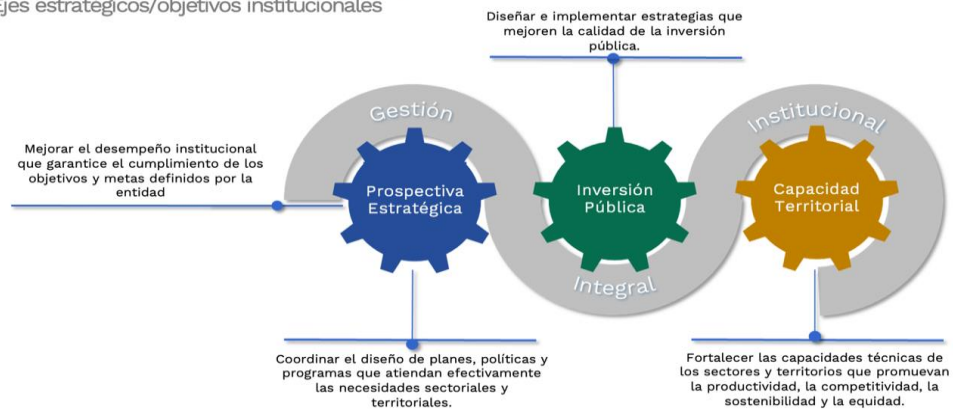 Ejes estratégicos/objetivos institucionales
Diseñar e implementar estrategias que
mejoren la calidad de la inversión
pública.
Gestión
Institucional
Mejorar el desempeño institucional
que garantice el cumplimiento de los
objetivos y metas definidos por la
entidad
Prospectiva
Estratégica
Inversión
Pública
Capacidad
Territorial
Integral
Coordinar el diseño de planes, políticas y
programas que atiendan efectivamente
las necesidades sectoriales y
territoriales.
Fortalecer las capacidades técnicas de
los sectores y territorios que promuevan
la productividad, la competitividad, la
sostenibilidad y la equidad.